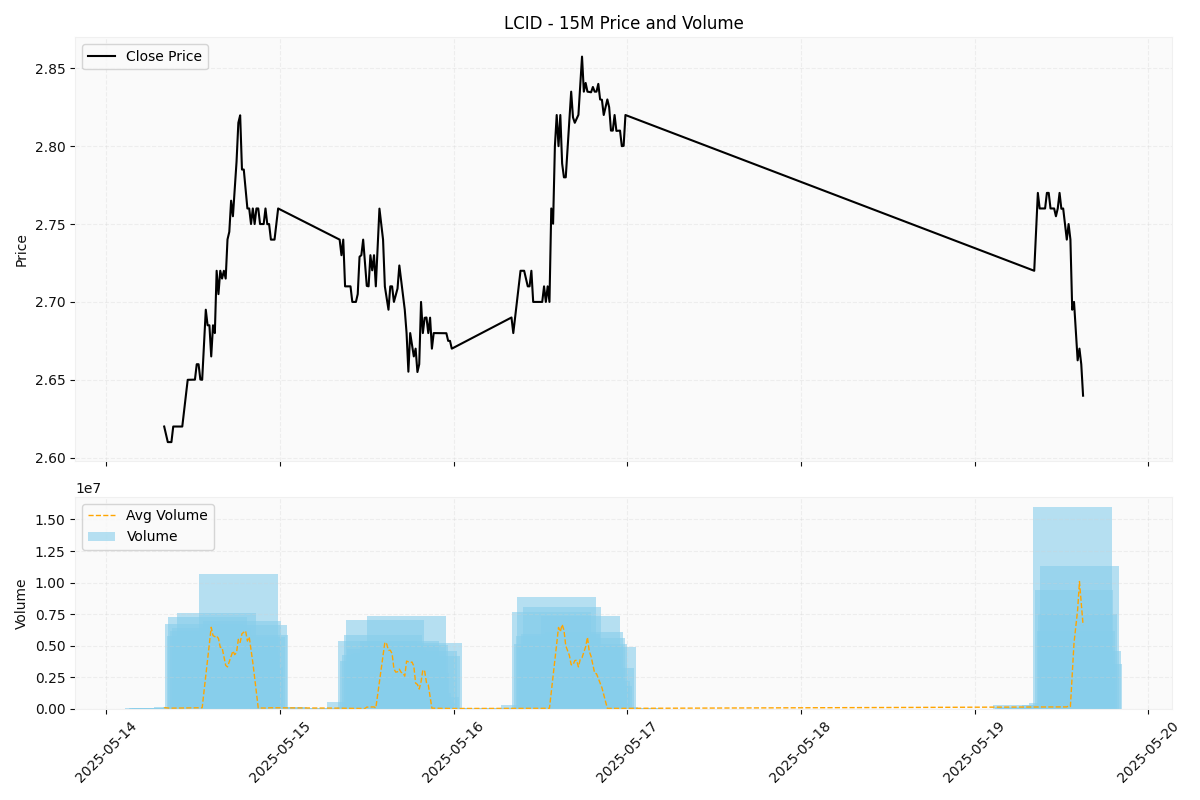 LCID - 15M Price and Volume
Close Price
2.85
2.80
2.75
2.70
2.65
2.60
Price
1e7
Avg Volume
Volume
1.50
1.25
1.00
0.75
0.50
0.25
0.00
Volume
2025-05-14
2025-05-15
2025-05-16
2025-05-17
2025-05-18
2025-05-19
2025-05-20